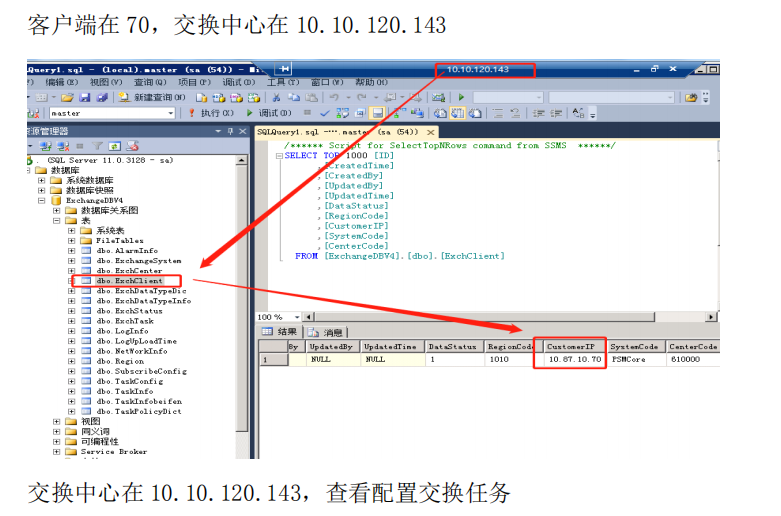 客户端在 70，交换中心在 10.10.120.143
Query1.sql - (local).master (sa (54)) - Mi
10.10.120.143
编辑(E) 视图(V) 查询(Q) 项目(P) 调试(D) 工具(T) 窗口(W) 帮助(H)
新建查询(N)
master
执行(X) 调试(D)
资源管理器
SQLQuery1.sql -...master (sa (54))
(SQL Server 11.0.3128 - sa)
数据库
系统数据库
数据库快照
ExchangeDBV4
数据库关系图
表
系统表
FileTables
dbo.AlarmInfo
dbo.ExchangeSystem
dbo.ExchCenter
dbo.ExchClient
dbo.ExchDataTypeDic
dbo.ExchDataTypeInfo
dbo.ExchStatus
dbo.ExchTask
dbo.LogInfo
dbo.LogUpLoadTime
dbo.NetWorkInfo
dbo.Region
dbo.SubscribeConfig
dbo.TaskConfig
dbo.TaskInfo
dbo.TaskInfobeifen
dbo.TaskPolicyDict
视图
同义词
可编程性
Service Broker
/****** Script for SelectTopNRows command from SSMS ******/
SELECT TOP 1000 [ID]
,[CreatedTime]
,[CreatedBy]
,[UpdatedBy]
,[UpdatedTime]
,[DataStatus]
,[RegionCode]
,[CustomerIP]
,[SystemCode]
,[CenterCode]
FROM [ExchangeDBV4].[dbo].[ExchClient]
100 %
结果 消息
By UpdatedBy UpdatedTime DataStatus RegionCode CustomerIP SystemCode CenterCode
1 NULL NULL 1 1010 10.87.10.70 PSMCore 610000
交换中心在 10.10.120.143，查看配置交换任务